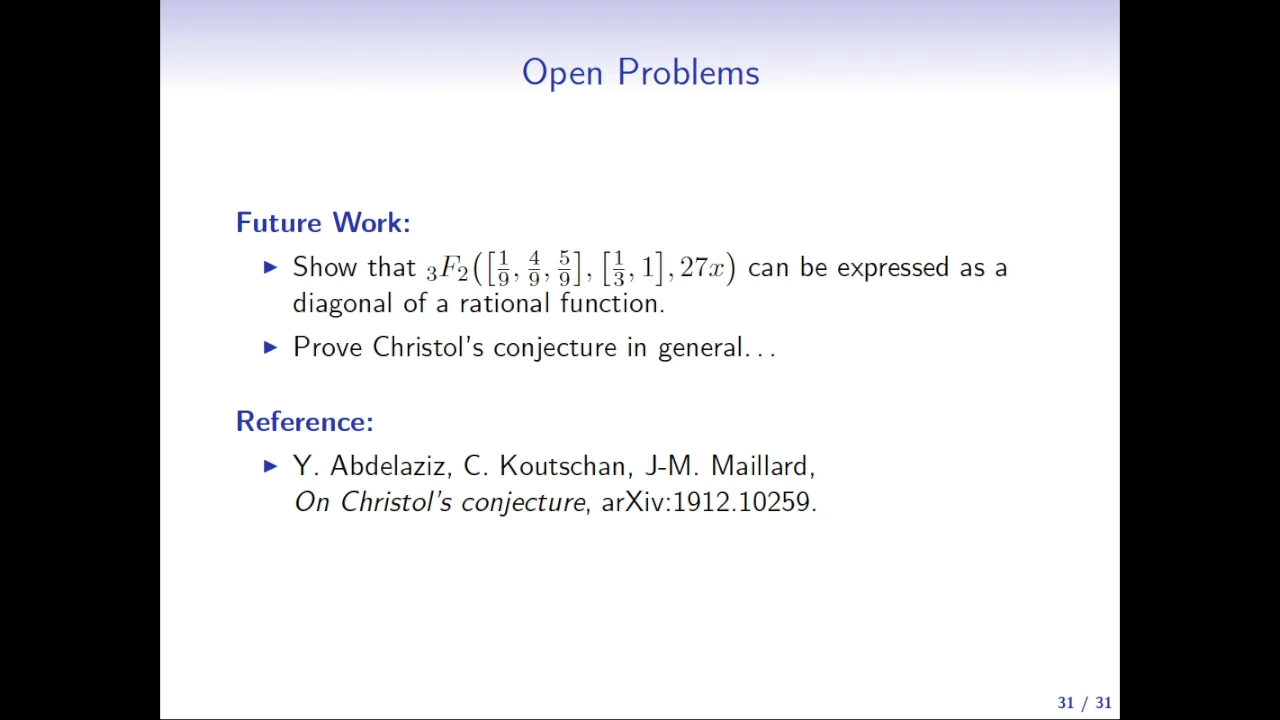 Open Problems
Future Work:
▶ Show that ₃F₂([1/9, 4/9, 5/9], [1/3, 1], 27x) can be expressed as a
diagonal of a rational function.
▶ Prove Christol's conjecture in general. . .
Reference:
▶ Y. Abdelaziz, C. Koutschan, J-M. Maillard,
On Christol's conjecture, arXiv:1912.10259.
31 / 31